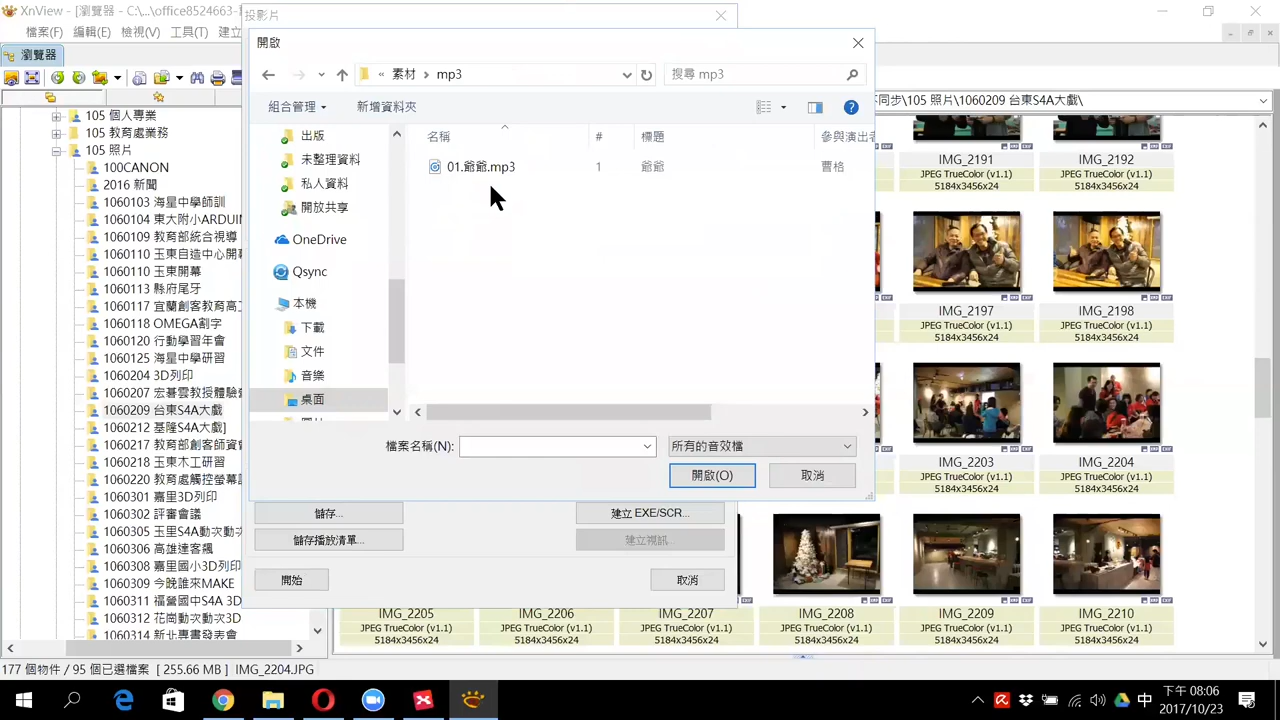 XnView - [瀏覽器 - C:\...\office8524663-
檔案(F) 編輯(E) 檢視(V) 工具(T) 建立
瀏覽器
投影片
開啟
« 素材 › mp3
搜尋 mp3
組合管理
新增資料夾
不同步\105 照片\1060209 台東S4A大戲\
出版
未整理資料
私人資料
開放共享
OneDrive
Qsync
本機
下載
文件
音樂
桌面
名稱 # 標題 參與演出者
01.爺爺.mp3 1 爺爺 曹格
檔案名稱(N):
所有的音效檔
開啟(O)
取消
儲存...
建立 EXE/SCR...
儲存播放清單...
建立視訊...
開始
取消
105 個人專業
105 教育處業務
105 照片
100CANON
2016 新聞
1060103 海星中學師訓
1060104 東大附小ARDUIN
1060109 教育部統合視導
1060110 玉東自造中心開幕
1060110 玉東開幕
1060113 縣府尾牙
1060117 宜蘭創客教育高工
1060118 OMEGA割字
1060120 行動學習年會
1060125 海星中學研習
1060204 3D列印
1060207 宏碁雲教授體驗營
1060209 台東S4A大戲
1060212 基隆S4A大戲]
1060217 教育部創客師資
1060218 玉東木工研習
1060220 教育處觸控螢幕
1060301 嘉里3D列印
1060302 評審會議
1060305 玉里S4A動次動次
1060306 高雄達客飆
1060308 嘉里國小3D列印
1060309 今晚誰來MAKE
1060311 福營國中S4A 3D
1060312 花崗動次動次3D
1060314 新北專書發表會
IMG_2191
JPEG TrueColor (v1.1)
5184x3456x24
IMG_2192
JPEG TrueColor (v1.1)
5184x3456x24
IMG_2197
JPEG TrueColor (v1.1)
5184x3456x24
IMG_2198
JPEG TrueColor (v1.1)
5184x3456x24
IMG_2203
JPEG TrueColor (v1.1)
5184x3456x24
IMG_2204
JPEG TrueColor (v1.1)
5184x3456x24
IMG_2205
JPEG TrueColor (v1.1)
5184x3456x24
IMG_2206
JPEG TrueColor (v1.1)
5184x3456x24
IMG_2207
JPEG TrueColor (v1.1)
5184x3456x24
IMG_2208
JPEG TrueColor (v1.1)
5184x3456x24
IMG_2209
JPEG TrueColor (v1.1)
5184x3456x24
IMG_2210
JPEG TrueColor (v1.1)
5184x3456x24
177 個物件 / 95 個已選檔案 [ 255.66 MB ] IMG_2204.JPG
中
下午 08:06
2017/10/23